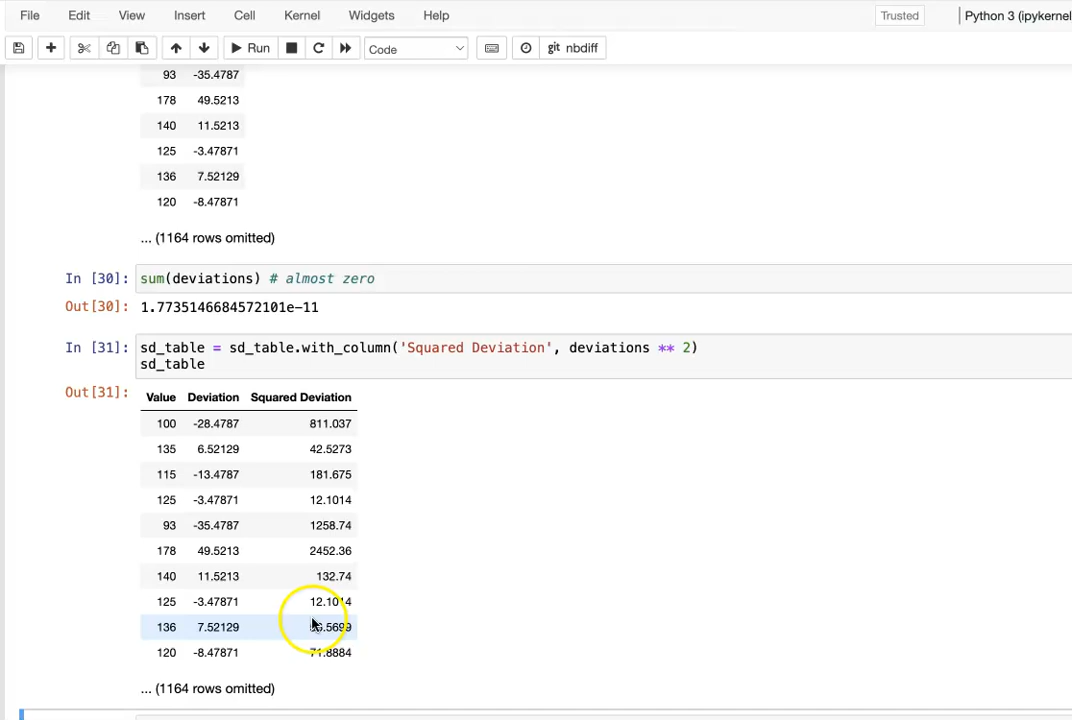 File Edit View Insert Cell Kernel Widgets Help Trusted Python 3 (ipykernel
Run Code git nbdiff
93 -35.4787
178 49.5213
140 11.5213
125 -3.47871
136 7.52129
120 -8.47871
... (1164 rows omitted)
In [30]: sum(deviations) # almost zero
Out[30]: 1.7735146684572101e-11
In [31]: sd_table = sd_table.with_column('Squared Deviation', deviations ** 2)
sd_table
Out[31]: Value Deviation Squared Deviation
100 -28.4787 811.037
135 6.52129 42.5273
115 -13.4787 181.675
125 -3.47871 12.1014
93 -35.4787 1258.74
178 49.5213 2452.36
140 11.5213 132.74
125 -3.47871 12.1014
136 7.52129
120 -8.47871 71.8884
... (1164 rows omitted)